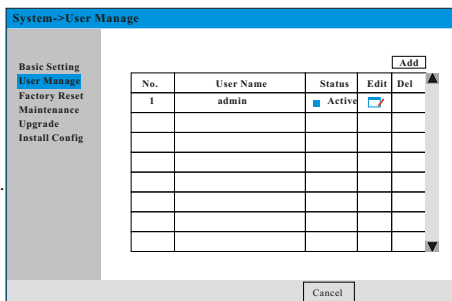 System->User Manage
Add
Basic Setting
User Manage
Factory Reset
Maintenance
Upgrade
Install Config
No. User Name Status Edit Del
1 admin Active
Cancel